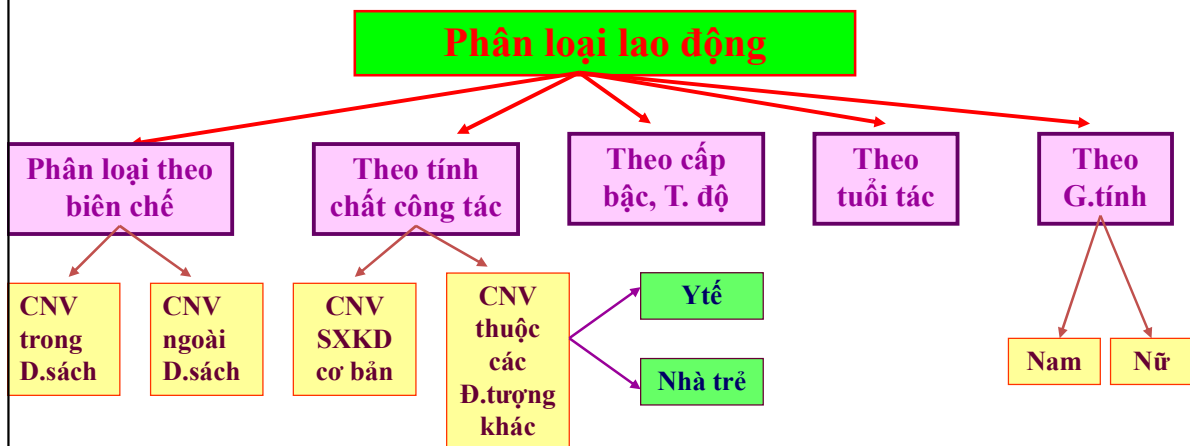 Phân loại lao động
Phân loại theo
biên chế
Theo tính
chất công tác
Theo cấp
bậc, T. độ
Theo
tuổi tác
Theo
G.tính
CNV
trong
D.sách
CNV
ngoài
D.sách
CNV
SXKD
cơ bản
CNV
thuộc
các
Đ.tượng
khác
Ytế
Nhà trẻ
Nam
Nữ